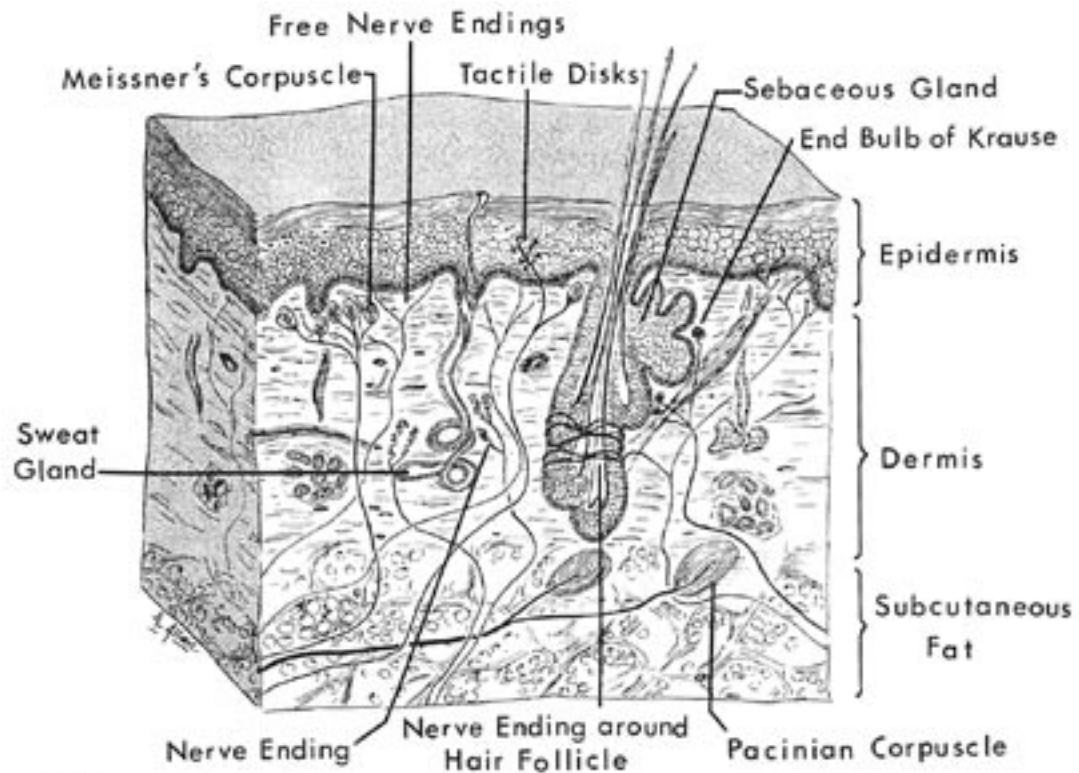 Free Nerve Endings
Meissner's Corpuscle
Tactile Disks
Sebaceous Gland
End Bulb of Krause
Epidermis
Dermis
Sweat
Gland
Subcutaneous
Fat
Nerve Ending
Nerve Ending around
Hair Follicle
Pacinian Corpuscle